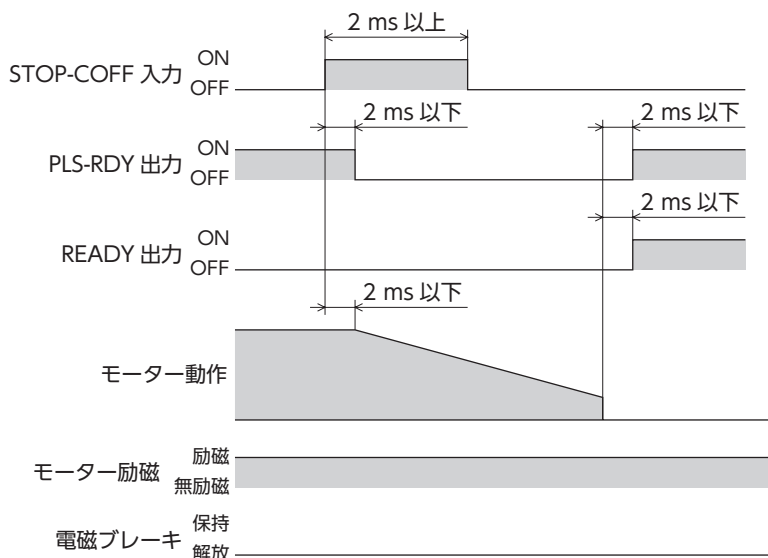 2 ms 以上
STOP-COFF 入力 ON
OFF
2 ms 以下 2 ms 以下
PLS-RDY 出力 ON
OFF
2 ms 以下
READY 出力 ON
OFF
2 ms 以下
モーター動作
モーター励磁 励磁
無励磁
電磁ブレーキ 保持
解放